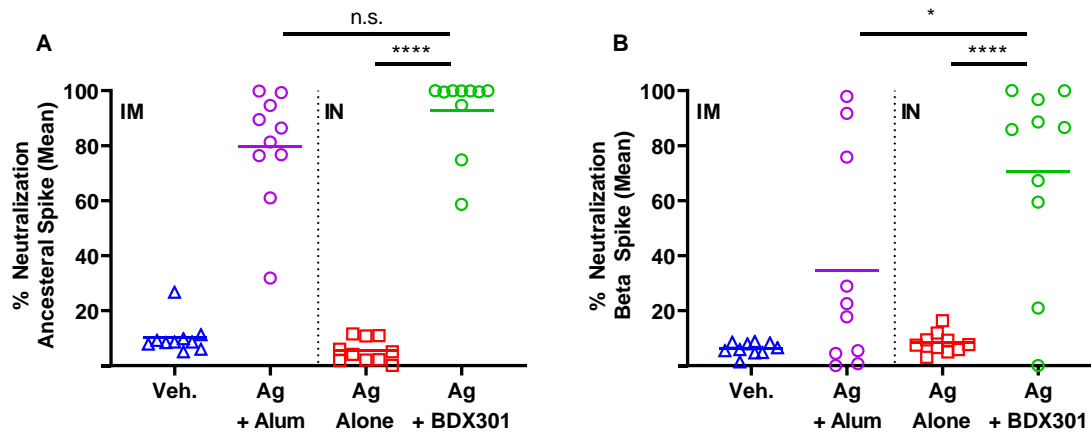 n.s.
A
****
100
IM
IN
80
60
40
20
% Neutralization
Ancesteral Spike (Mean)
Veh.
Ag
+ Alum
Ag
Alone
Ag
+ BDX301
*
B
****
100
IM
IN
80
60
40
20
% Neutralization
Beta Spike (Mean)
Veh.
Ag
+ Alum
Ag
Alone
Ag
+ BDX301